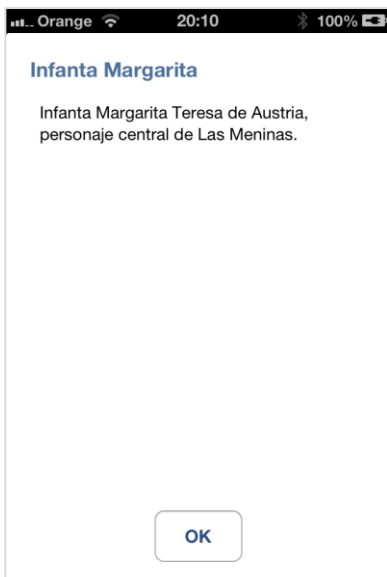 Orange 20:10 100%
Infanta Margarita
Infanta Margarita Teresa de Austria,
personaje central de Las Meninas.
OK